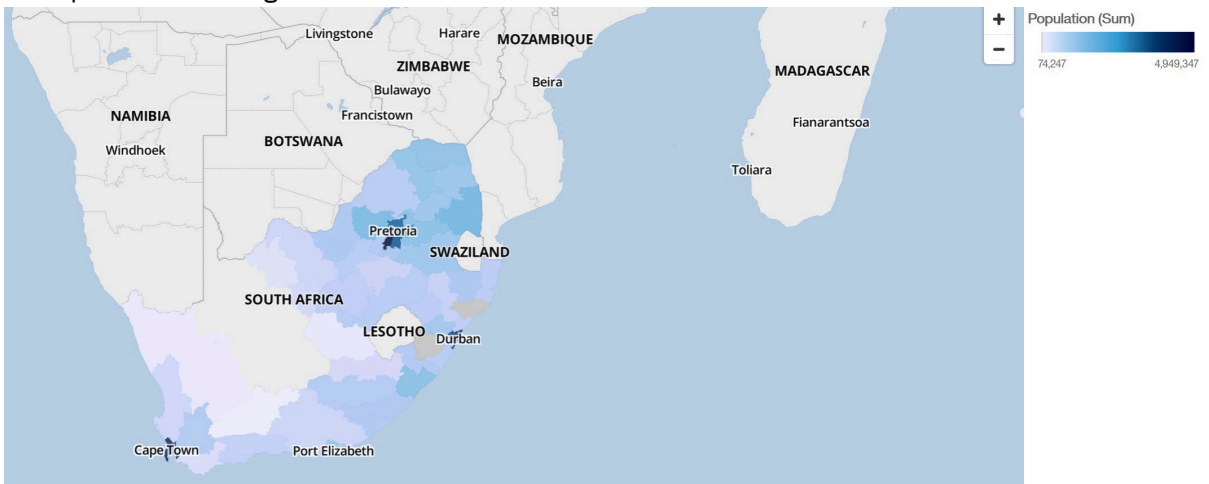 Livingstone
Harare
MOZAMBIQUE
ZIMBABWE
Beira
Bulawayo
NAMIBIA
Francistown
BOTSWANA
Windhoek
MADAGASCAR
Fianarantsoa
Toliara
Pretoria
SWAZILAND
SOUTH AFRICA
LESOTHO
Durban
Cape Town
Port Elizabeth
+
−
Population (Sum)
74,247 4,949,347